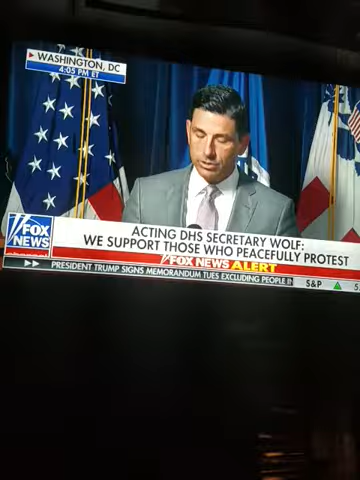 WASHINGTON, DC
4:05 PM ET
FOX
NEWS
ACTING DHS SECRETARY WOLF:
WE SUPPORT THOSE WHO PEACEFULLY PROTEST
FOX NEWS ALERT
PRESIDENT TRUMP SIGNS MEMORANDUM TUES EXCLUDING PEOPLE
S&P